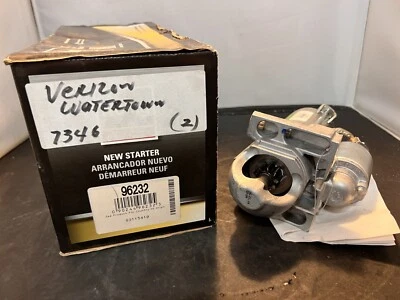 VERIZON
WATERTOWN
7346 (2)
NEW STARTER
ARRANCADOR NUEVO
DÉMARREUR NEUF
96232